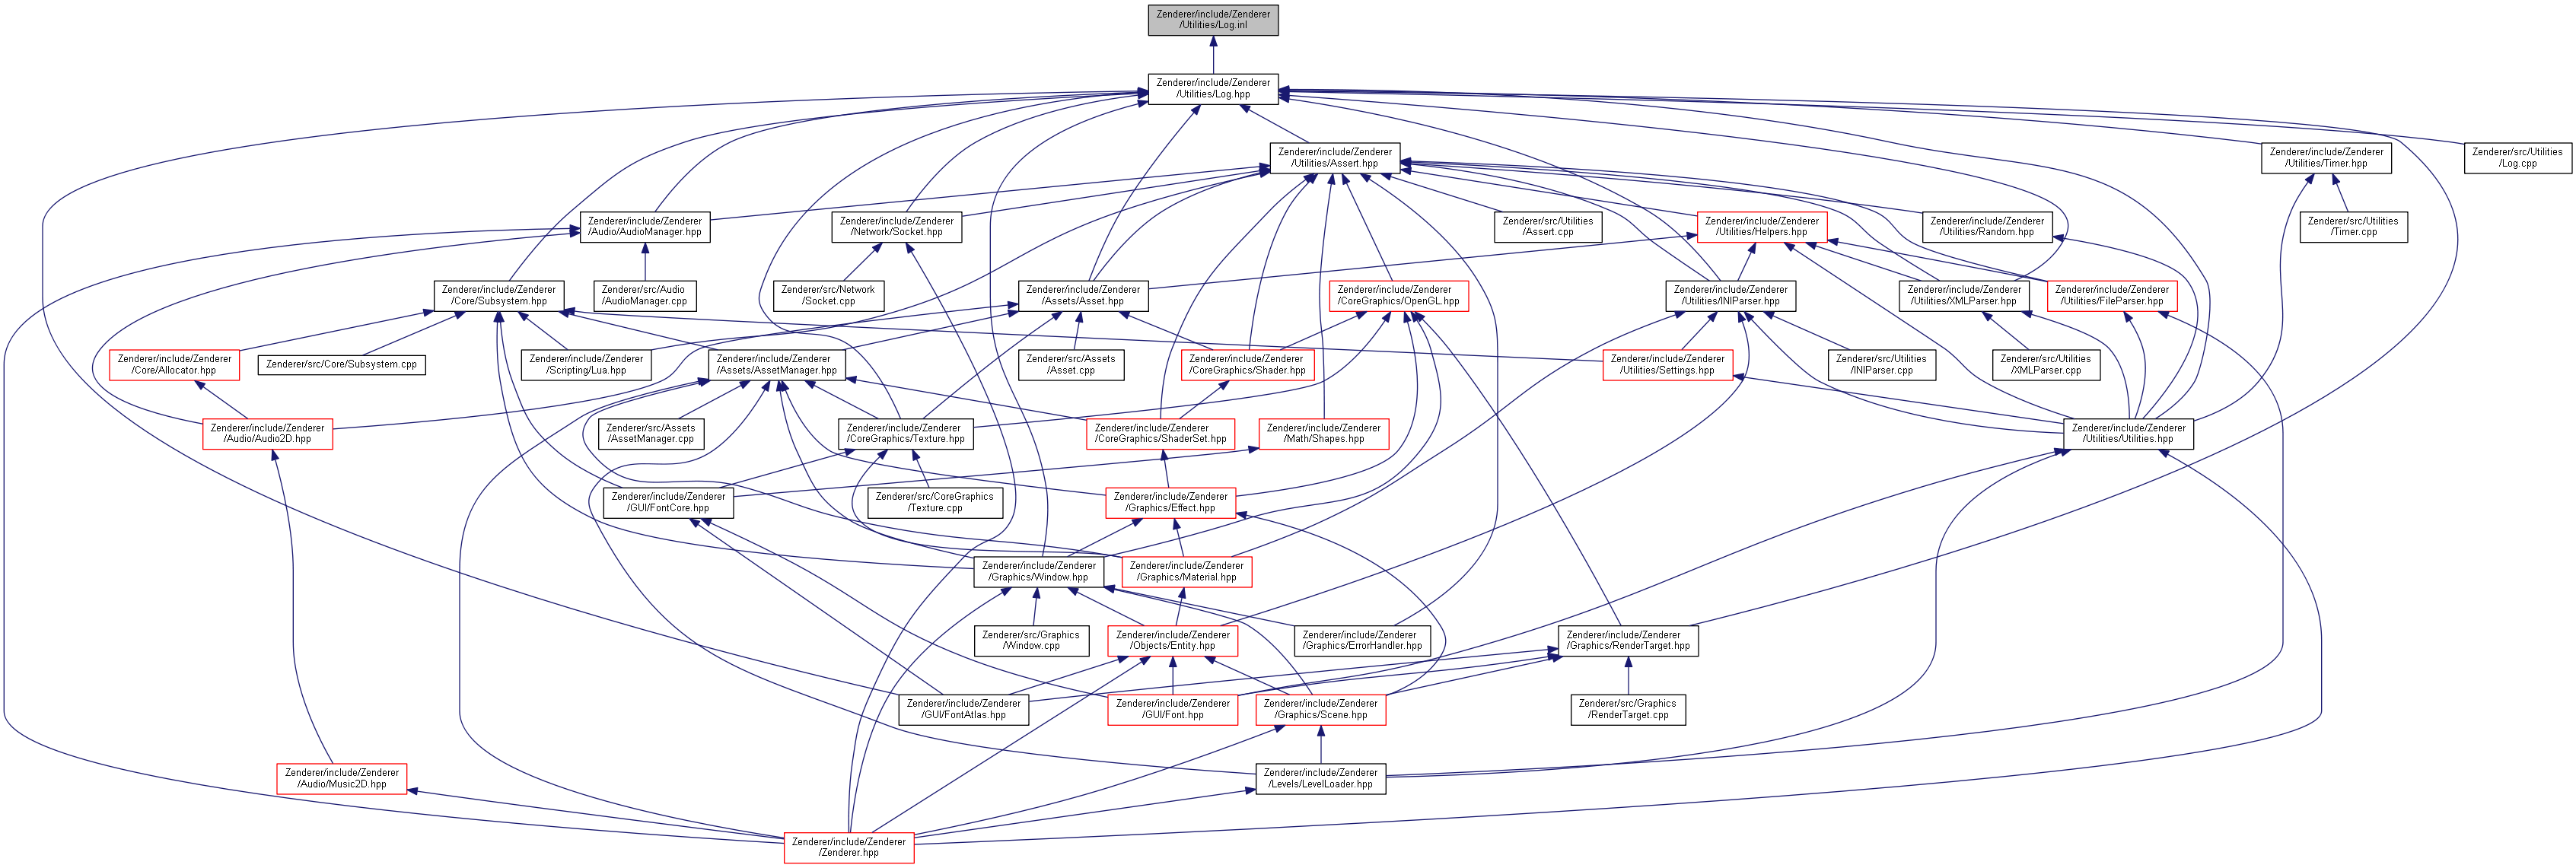 Zenderer/include/Zenderer
/Utilities/Log.inl
Zenderer/include/Zenderer
/Utilities/Log.hpp
Zenderer/include/Zenderer
/Utilities/Assert.hpp
Zenderer/include/Zenderer
/Utilities/Timer.hpp
Zenderer/src/Utilities
/Log.cpp
Zenderer/include/Zenderer
/Audio/AudioManager.hpp
Zenderer/include/Zenderer
/Network/Socket.hpp
Zenderer/src/Utilities
/Assert.cpp
Zenderer/include/Zenderer
/Utilities/Helpers.hpp
Zenderer/include/Zenderer
/Utilities/Random.hpp
Zenderer/src/Utilities
/Timer.cpp
Zenderer/include/Zenderer
/Core/Subsystem.hpp
Zenderer/src/Audio
/AudioManager.cpp
Zenderer/src/Network
/Socket.cpp
Zenderer/include/Zenderer
/Assets/Asset.hpp
Zenderer/include/Zenderer
/CoreGraphics/OpenGL.hpp
Zenderer/include/Zenderer
/Utilities/INIParser.hpp
Zenderer/include/Zenderer
/Utilities/XMLParser.hpp
Zenderer/include/Zenderer
/Utilities/FileParser.hpp
Zenderer/include/Zenderer
/Core/Allocator.hpp
Zenderer/src/Core/Subsystem.cpp
Zenderer/include/Zenderer
/Scripting/Lua.hpp
Zenderer/include/Zenderer
/Assets/AssetManager.hpp
Zenderer/src/Assets
/Asset.cpp
Zenderer/include/Zenderer
/CoreGraphics/Shader.hpp
Zenderer/include/Zenderer
/Utilities/Settings.hpp
Zenderer/src/Utilities
/INIParser.cpp
Zenderer/src/Utilities
/XMLParser.cpp
Zenderer/include/Zenderer
/Audio/Audio2D.hpp
Zenderer/src/Assets
/AssetManager.cpp
Zenderer/include/Zenderer
/CoreGraphics/Texture.hpp
Zenderer/include/Zenderer
/CoreGraphics/ShaderSet.hpp
Zenderer/include/Zenderer
/Math/Shapes.hpp
Zenderer/include/Zenderer
/Utilities/Utilities.hpp
Zenderer/include/Zenderer
/GUI/FontCore.hpp
Zenderer/src/CoreGraphics
/Texture.cpp
Zenderer/include/Zenderer
/Graphics/Effect.hpp
Zenderer/include/Zenderer
/Graphics/Window.hpp
Zenderer/include/Zenderer
/Graphics/Material.hpp
Zenderer/src/Graphics
/Window.cpp
Zenderer/include/Zenderer
/Objects/Entity.hpp
Zenderer/include/Zenderer
/Graphics/ErrorHandler.hpp
Zenderer/include/Zenderer
/Graphics/RenderTarget.hpp
Zenderer/include/Zenderer
/GUI/FontAtlas.hpp
Zenderer/include/Zenderer
/GUI/Font.hpp
Zenderer/include/Zenderer
/Graphics/Scene.hpp
Zenderer/src/Graphics
/RenderTarget.cpp
Zenderer/include/Zenderer
/Audio/Music2D.hpp
Zenderer/include/Zenderer
/Levels/LevelLoader.hpp
Zenderer/include/Zenderer
/Zenderer.hpp